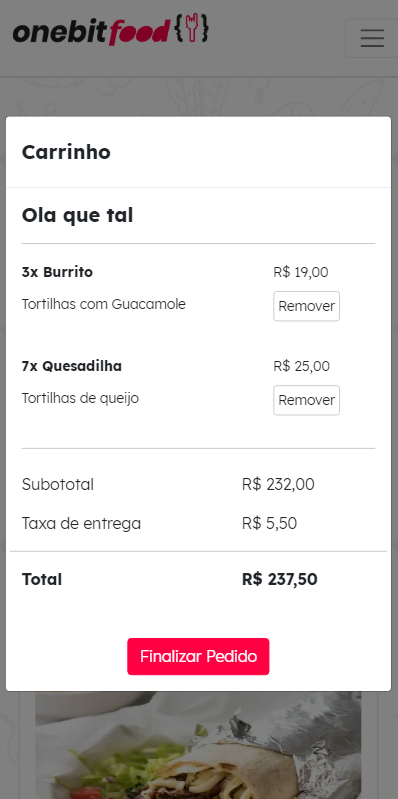 onebitfood{}
Carrinho
Ola que tal
3x Burrito R$ 19,00
Tortilhas com Guacamole Remover
7x Quesadilha R$ 25,00
Tortilhas de queijo Remover
Subototal R$ 232,00
Taxa de entrega R$ 5,50
Total R$ 237,50
Finalizar Pedido